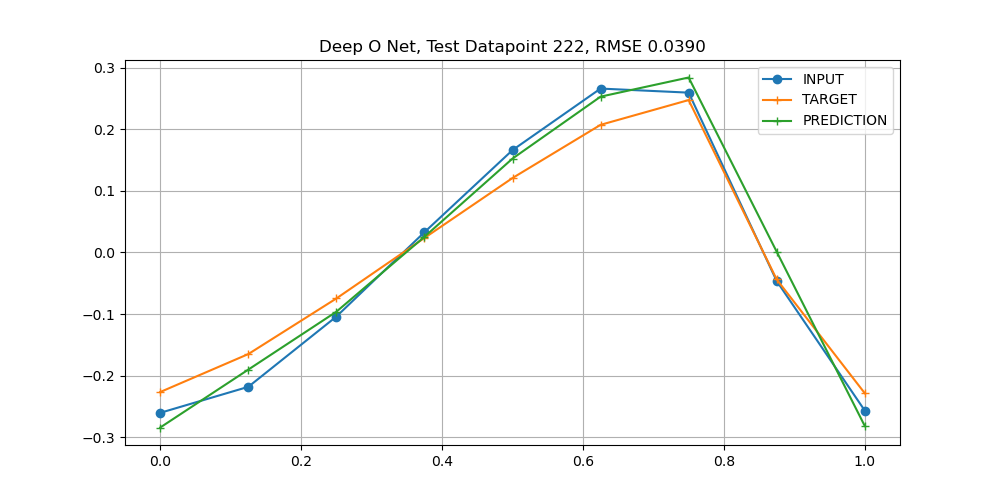 Deep O Net, Test Datapoint 222, RMSE 0.0390
INPUT
TARGET
PREDICTION
0.3
0.2
0.1
0.0
−0.1
−0.2
−0.3
0.0 0.2 0.4 0.6 0.8 1.0